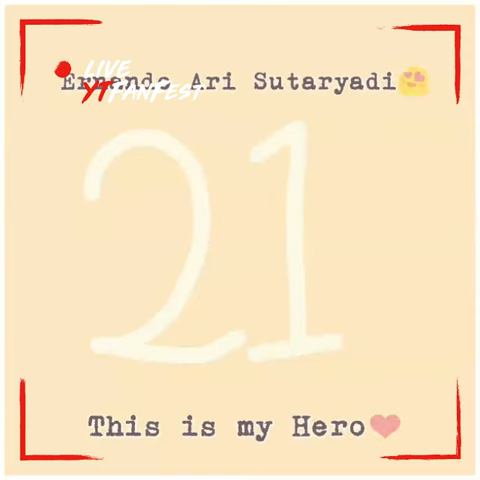 LIVE
Ernando Ari Sutaryadi😍
YTFANFEST
21
This is my Hero❤